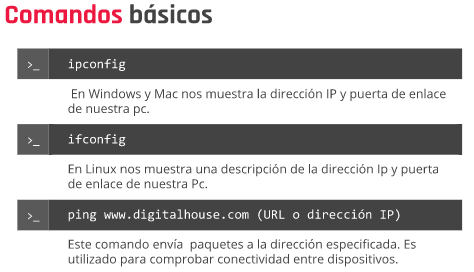 Comandos básicos
>_ ipconfig
En Windows y Mac nos muestra la dirección IP y puerta de enlace
de nuestra pc.
>_ ifconfig
En Linux nos muestra una descripción de la dirección Ip y puerta
de enlace de nuestra Pc.
>_ ping www.digitalhouse.com (URL o dirección IP)
Este comando envía paquetes a la dirección especificada. Es
utilizado para comprobar conectividad entre dispositivos.